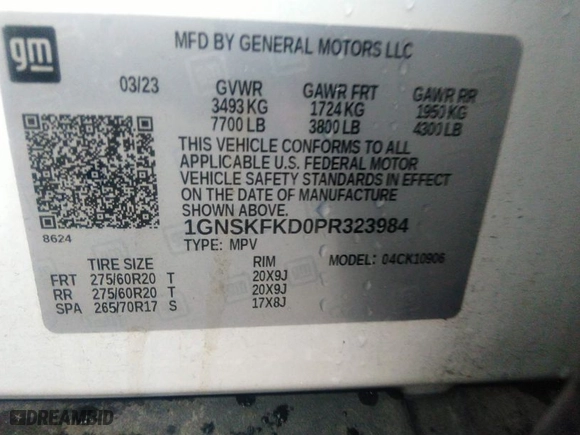 gm
MFD BY GENERAL MOTORS LLC
03/23 GVWR GAWR FRT GAWR RR
3493 KG 1724 KG 1950 KG
7700 LB 3800 LB 4300 LB
THIS VEHICLE CONFORMS TO ALL
APPLICABLE U.S. FEDERAL MOTOR
VEHICLE SAFETY STANDARDS IN EFFECT
ON THE DATE OF MANUFACTURE
SHOWN ABOVE.
8624
1GNSKFKD0PR323984
TYPE: MPV MODEL: 04CK10906
TIRE SIZE RIM
FRT 275/60R20 T 20X9J
RR 275/60R20 T 20X9J
SPA 265/70R17 S 17X8J
DREAMBID